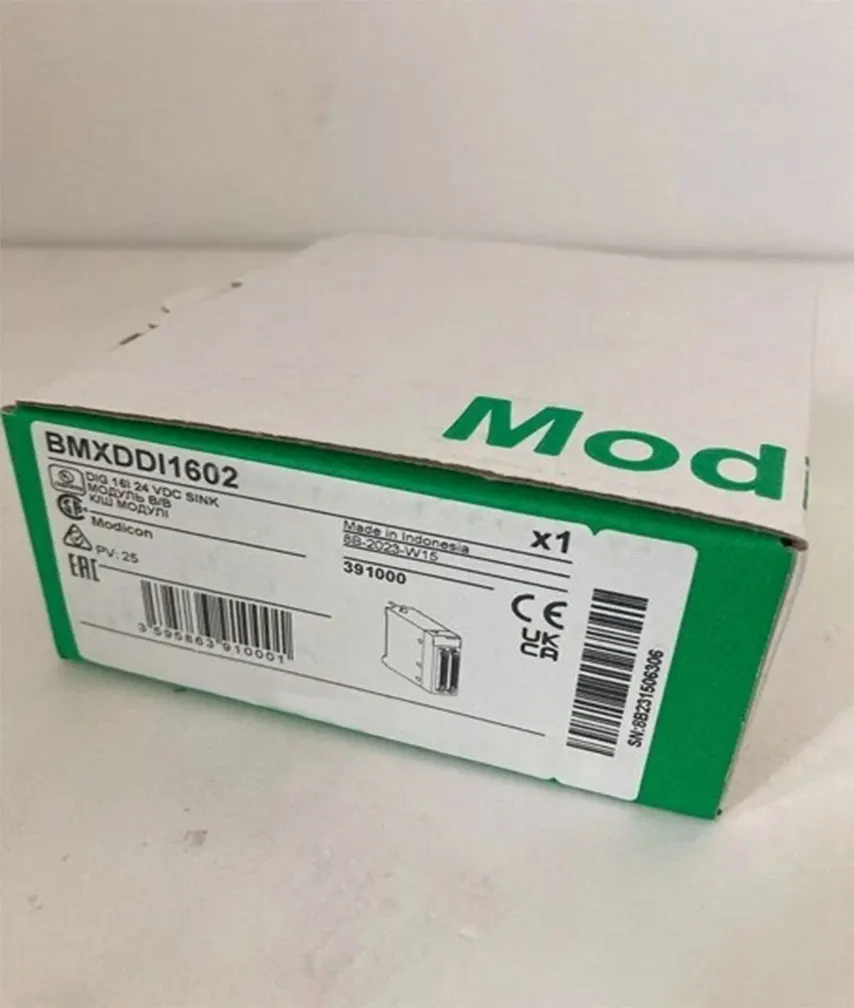 Mod
BMXDDI1602
DIG 16I 24 VDC SINK
МОДУЛЬ В/В
К/Ш МОДУЛІ
Modicon
PV: 25
EAC
Made in Indonesia
8B-2023-W15
x1
391000
CE
UK
CA
3 595863 910001
SN:8B231506306